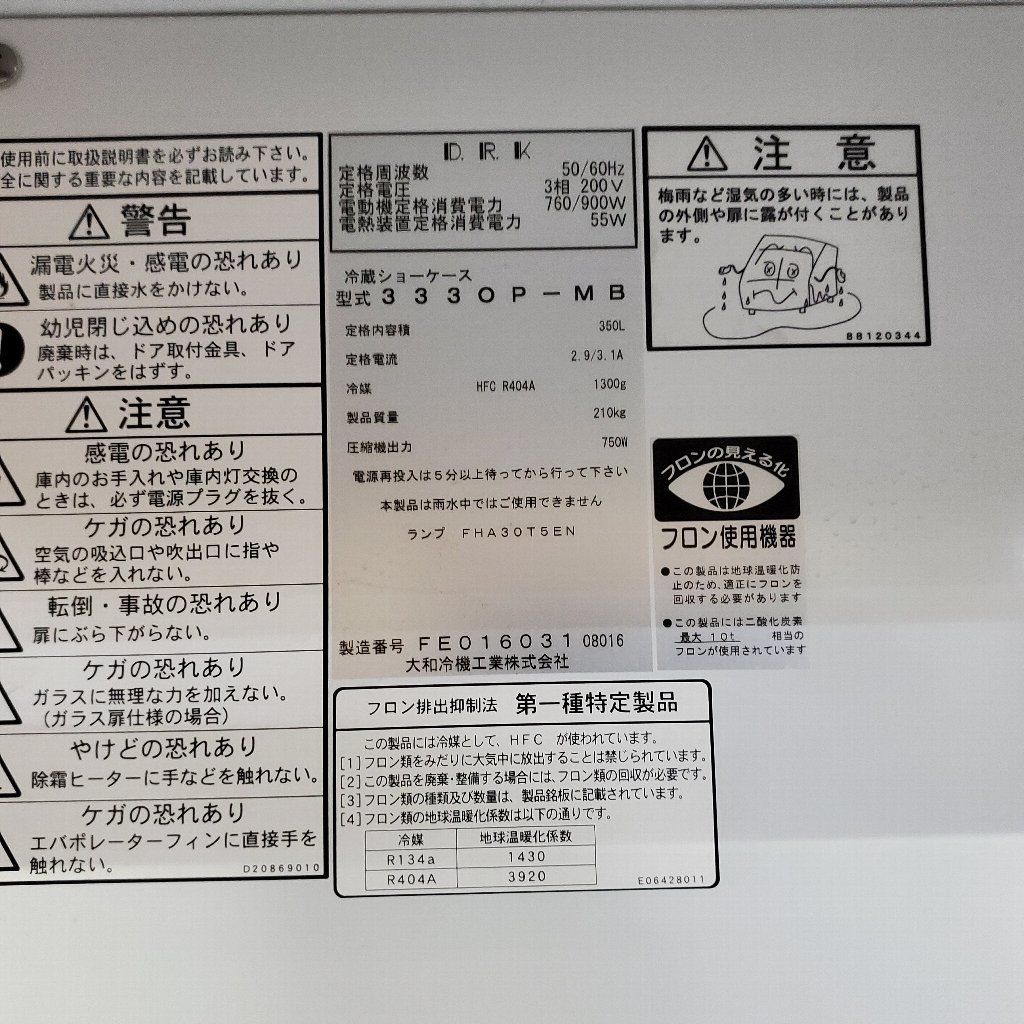 使用前に取扱説明書を必ずお読み下さい。
全に関する重要な内容を記載しています。
警告
漏電火災・感電の恐れあり
製品に直接水をかけない。
幼児閉じ込めの恐れあり
廃棄時は、ドア取付金具、ドア
パッキンをはずす。
注意
感電の恐れあり
庫内のお手入れや庫内灯交換の
ときは、必ず電源プラグを抜く。
ケガの恐れあり
空気の吸込口や吹出口に指や
棒などを入れない。
転倒・事故の恐れあり
扉にぶら下がらない。
ケガの恐れあり
ガラスに無理な力を加えない。
（ガラス扉仕様の場合）
やけどの恐れあり
除霜ヒーターに手などを触れない。
ケガの恐れあり
エバポレーターフィンに直接手を
触れない。
D20869010
D.R.K
定格周波数 50/60Hz
定格電圧 3相 200V
電動機定格消費電力 760/900W
電熱装置定格消費電力 55W
冷蔵ショーケース
型式 333OP-MB
定格内容積 350L
定格電流 2.9/3.1A
冷媒 HFC R404A 1300g
製品質量 210kg
圧縮機出力 750W
電源再投入は5分以上待ってから行って下さい
本製品は雨水中ではご使用できません
ランプ FHA30T5EN
製造番号 FE016031 08016
大和冷機工業株式会社
フロン排出抑制法 第一種特定製品
この製品には冷媒として、HFC が使われています。
[1]フロン類をみだりに大気中に放出することは禁じられています。
[2]この製品を廃棄・整備する場合には、フロン類の回収が必要です。
[3]フロン類の種類及び数量は、製品銘板に記載されています。
[4]フロン類の地球温暖化係数は以下の通りです。
冷媒 地球温暖化係数
R134a 1430
R404A 3920
E06428011
注意
梅雨など湿気の多い時には、製品
の外側や扉に露が付くことがあり
ます。
BB120344
フロンの見える化
フロン使用機器
●この製品は地球温暖化防
止のため、適正にフロンを
回収する必要があります
●この製品には二酸化炭素
最大 10t 相当の
フロンが使用されています